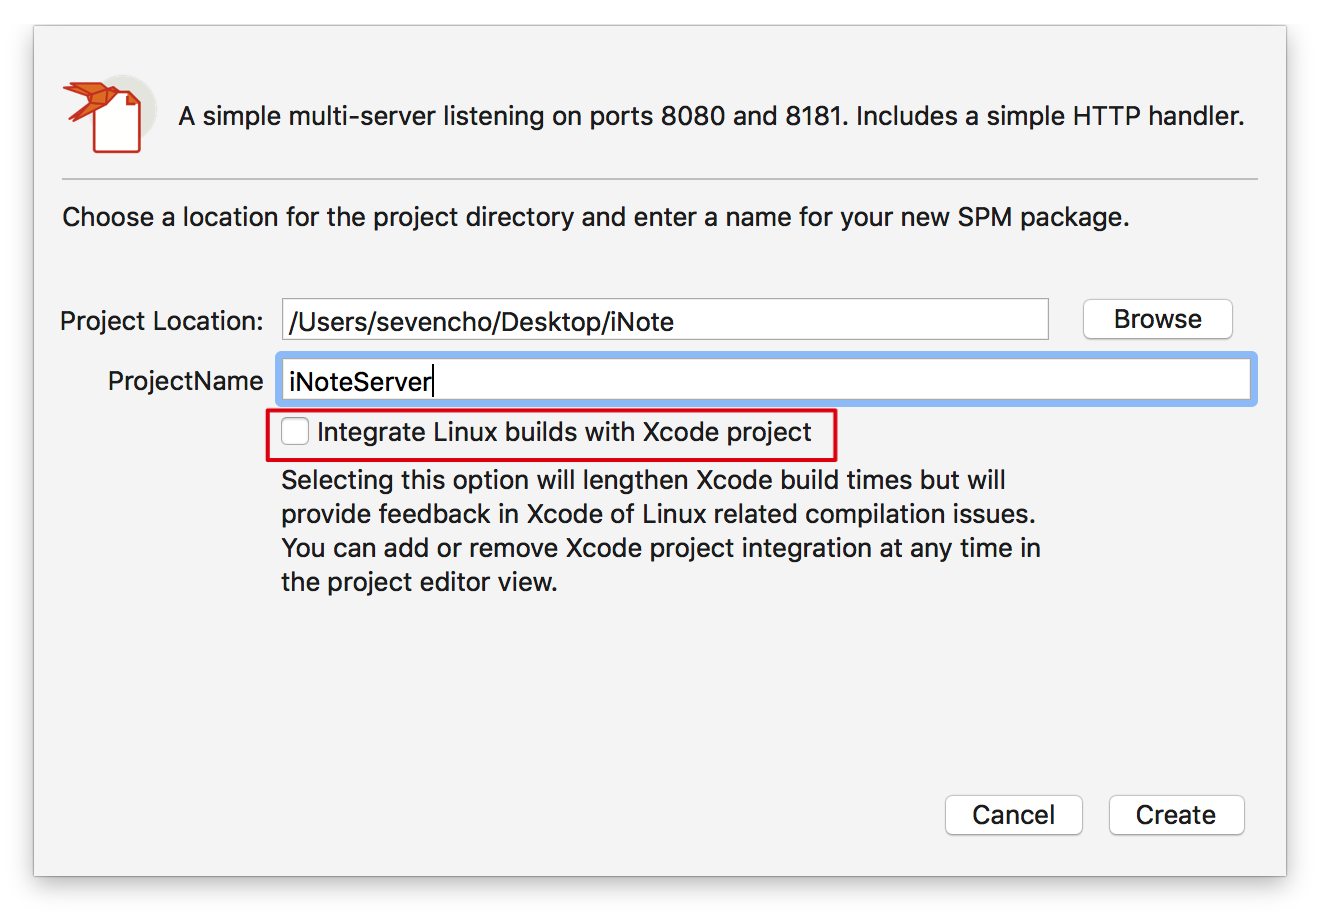 A simple multi-server listening on ports 8080 and 8181. Includes a simple HTTP handler.
Choose a location for the project directory and enter a name for your new SPM package.
Project Location: /Users/sevencho/Desktop/iNote Browse
ProjectName iNoteServer
Integrate Linux builds with Xcode project
Selecting this option will lengthen Xcode build times but will
provide feedback in Xcode of Linux related compilation issues.
You can add or remove Xcode project integration at any time in
the project editor view.
Cancel Create